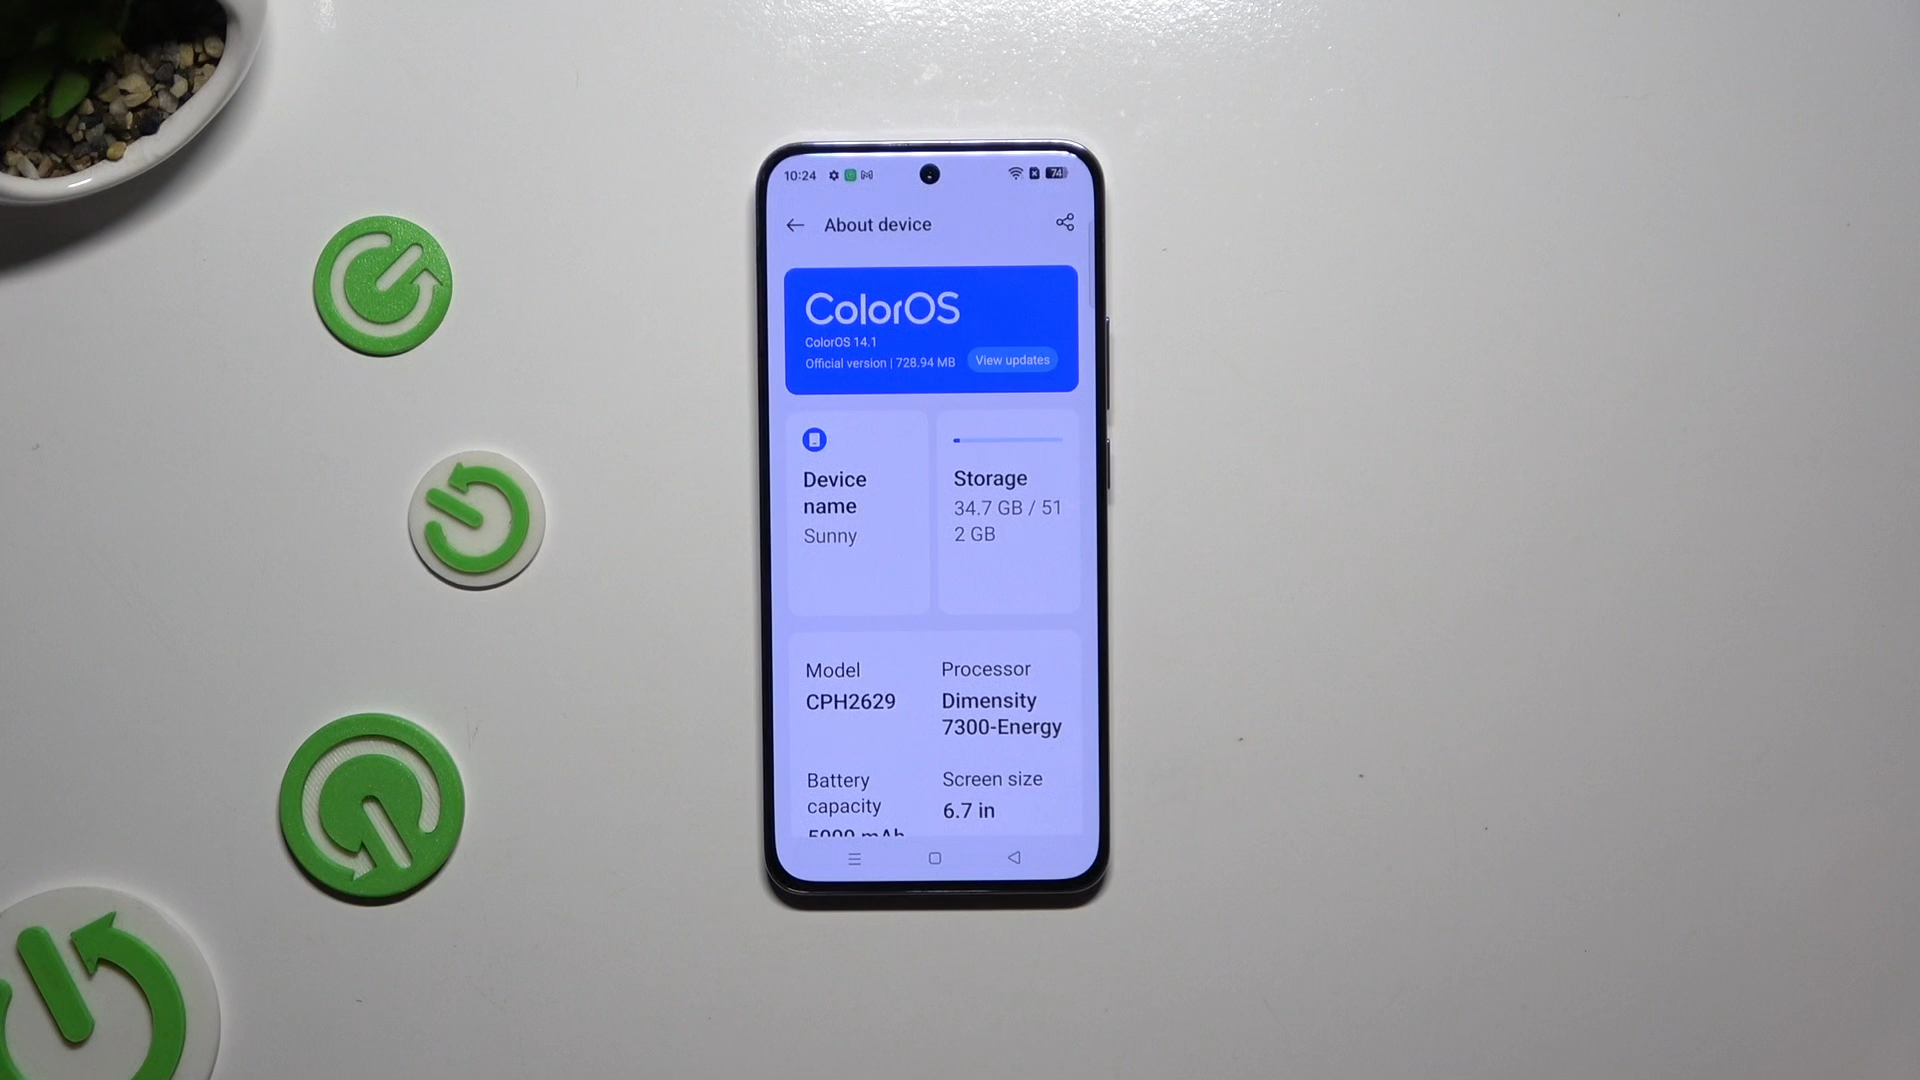 10:24
74
About device
ColorOS
ColorOS 14.1
Official version | 728.94 MB
View updates
Device
name
Sunny
Storage
34.7 GB / 51
2 GB
Model
CPH2629
Processor
Dimensity
7300-Energy
Battery
capacity
5000 mAh
Screen size
6.7 in